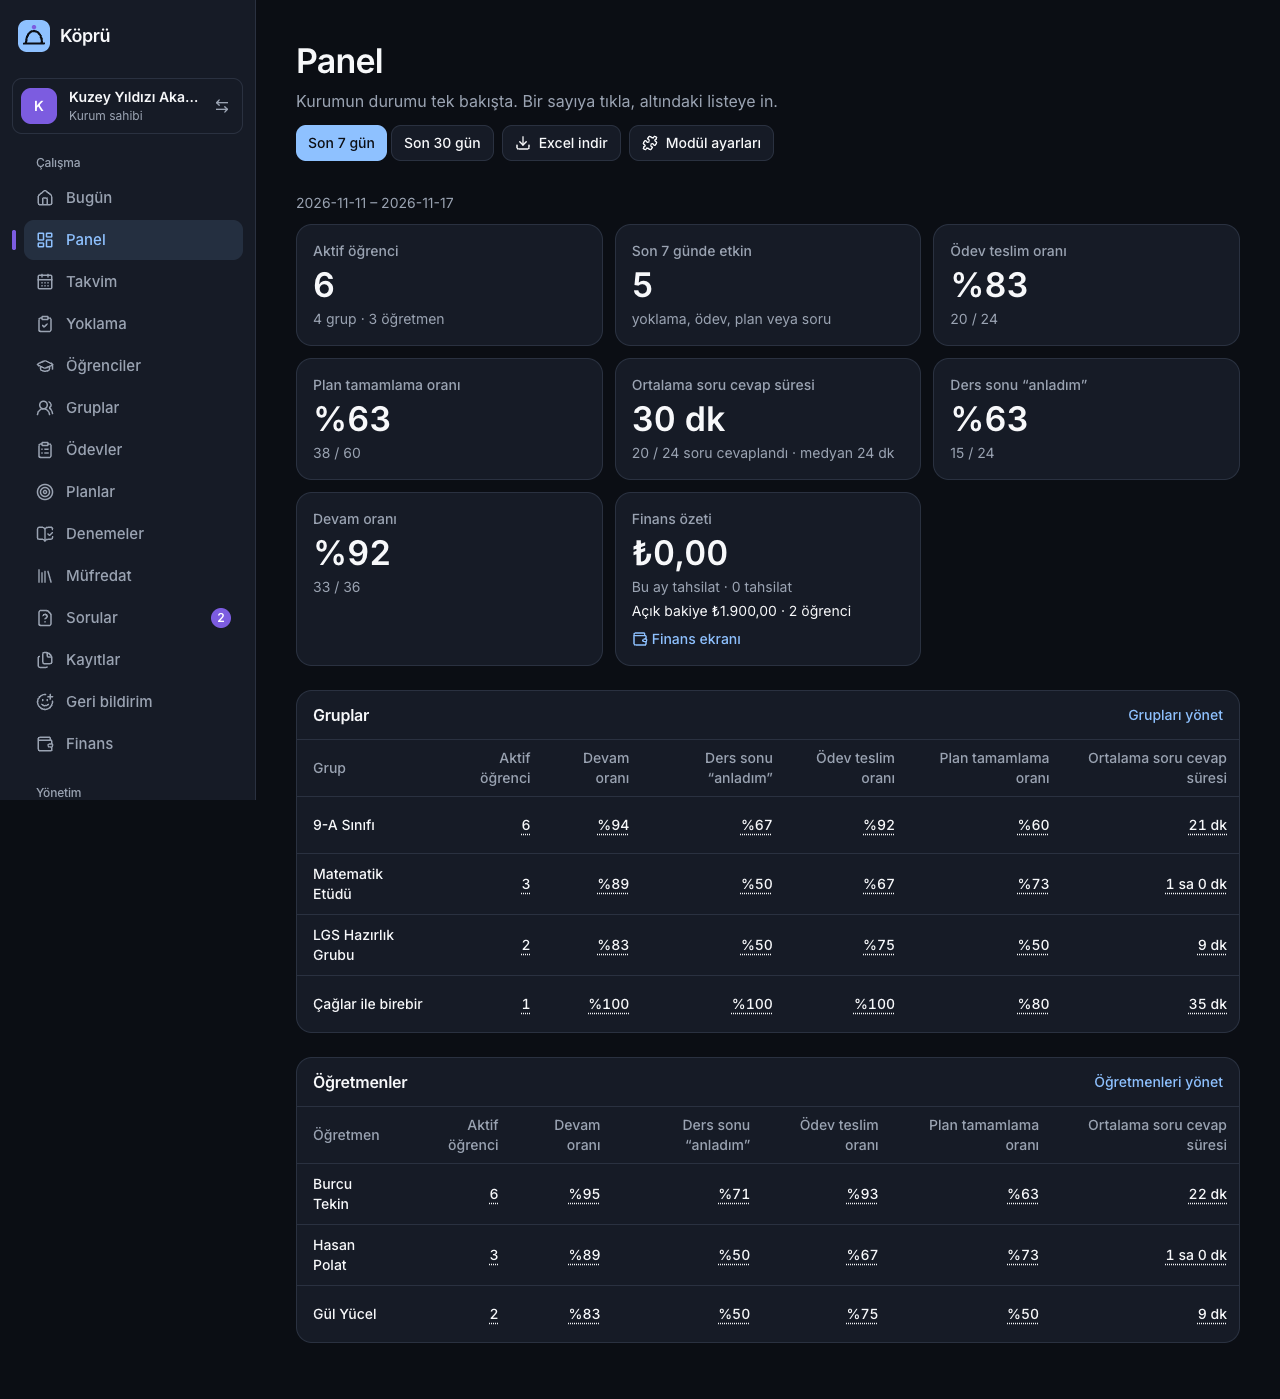 Köprü
K
Kuzey Yıldızı Aka...
Kurum sahibi
Çalışma
Bugün
Panel
Takvim
Yoklama
Öğrenciler
Gruplar
Ödevler
Planlar
Denemeler
Müfredat
Sorular 2
Kayıtlar
Geri bildirim
Finans
Yönetim
Panel
Kurumun durumu tek bakışta. Bir sayıya tıkla, altındaki listeye in.
Son 7 gün Son 30 gün Excel indir Modül ayarları
2026-11-11 – 2026-11-17
Aktif öğrenci
6
4 grup · 3 öğretmen
Son 7 günde etkin
5
yoklama, ödev, plan veya soru
Ödev teslim oranı
%83
20 / 24
Plan tamamlama oranı
%63
38 / 60
Ortalama soru cevap süresi
30 dk
20 / 24 soru cevaplandı · medyan 24 dk
Ders sonu “anladım”
%63
15 / 24
Devam oranı
%92
33 / 36
Finans özeti
₺0,00
Bu ay tahsilat · 0 tahsilat
Açık bakiye ₺1.900,00 · 2 öğrenci
Finans ekranı
Gruplar Grupları yönet
Grup Aktif öğrenci Devam oranı Ders sonu “anladım” Ödev teslim oranı Plan tamamlama oranı Ortalama soru cevap süresi
9-A Sınıfı 6 %94 %67 %92 %60 21 dk
Matematik Etüdü 3 %89 %50 %67 %73 1 sa 0 dk
LGS Hazırlık Grubu 2 %83 %50 %75 %50 9 dk
Çağlar ile birebir 1 %100 %100 %100 %80 35 dk
Öğretmenler Öğretmenleri yönet
Öğretmen Aktif öğrenci Devam oranı Ders sonu “anladım” Ödev teslim oranı Plan tamamlama oranı Ortalama soru cevap süresi
Burcu Tekin 6 %95 %71 %93 %63 22 dk
Hasan Polat 3 %89 %50 %67 %73 1 sa 0 dk
Gül Yücel 2 %83 %50 %75 %50 9 dk